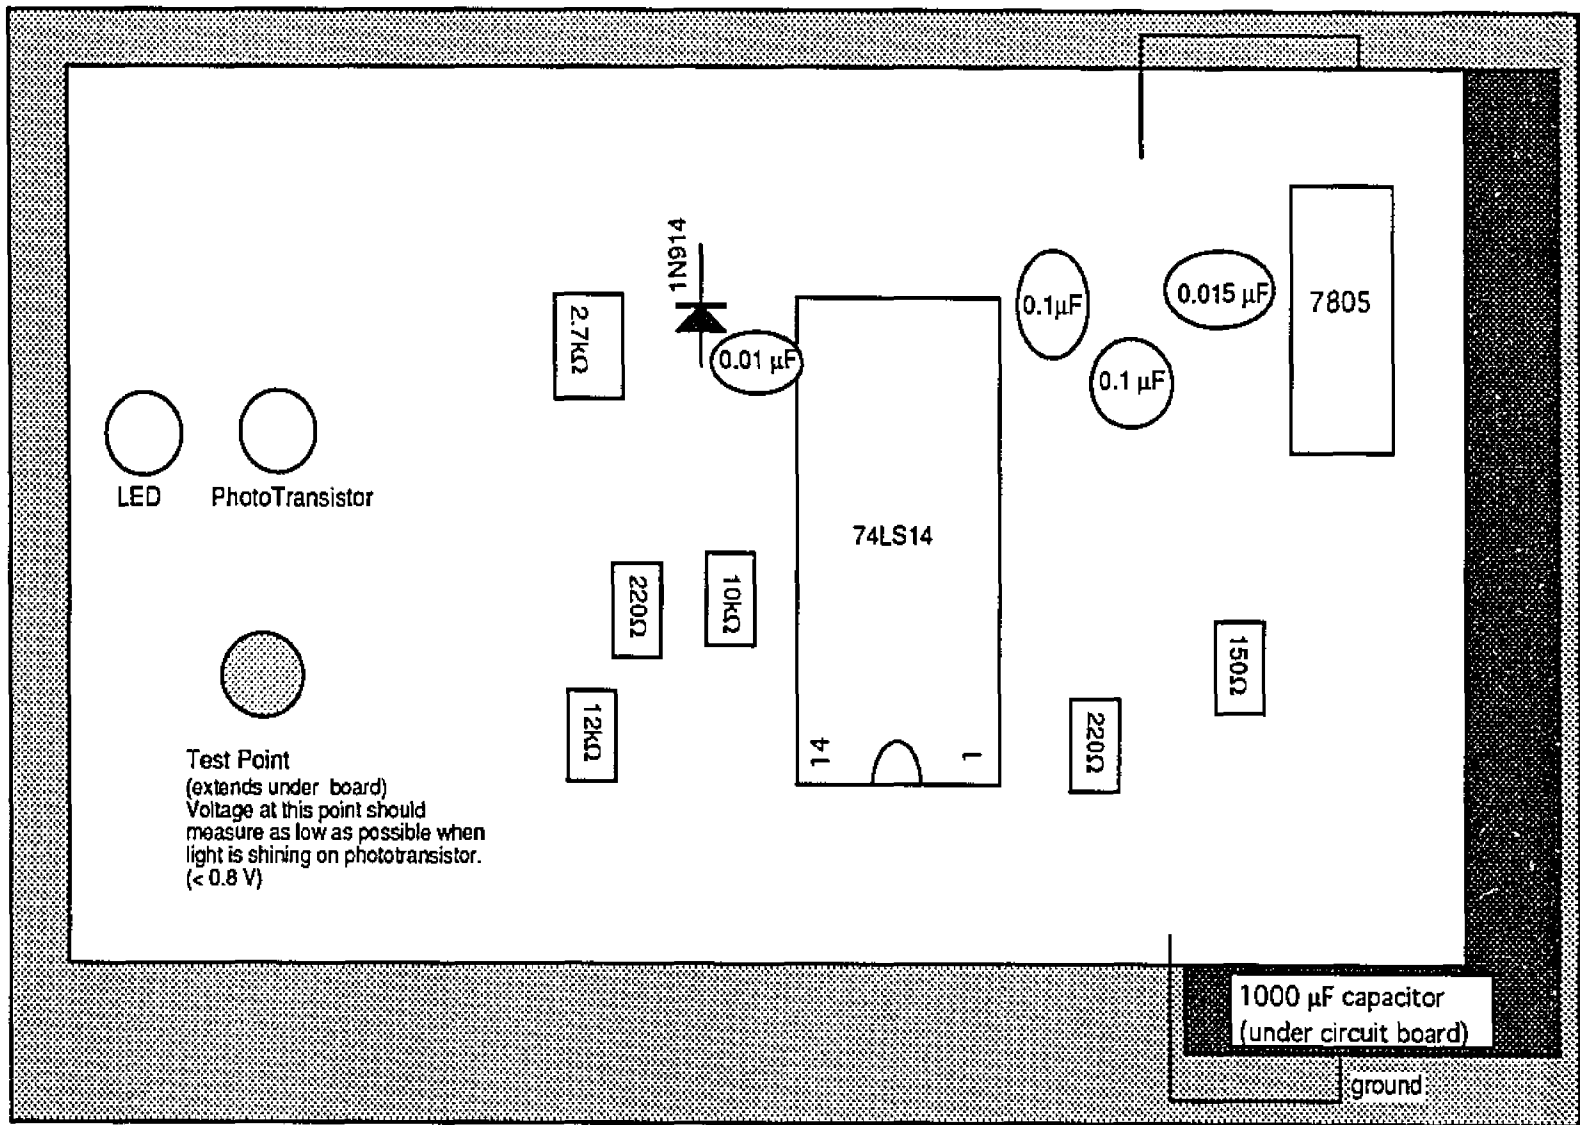 1N914
2.7kΩ
0.01 µF
0.1µF
0.015 µF
7805
0.1 µF
LED
PhotoTransistor
74LS14
220Ω
10kΩ
150Ω
12kΩ
220Ω
14
1
Test Point
(extends under board)
Voltage at this point should
measure as low as possible when
light is shining on phototransistor.
(< 0.8 V)
1000 µF capacitor
(under circuit board)
ground